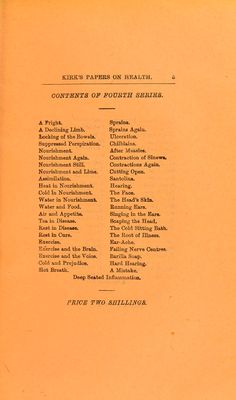 KIRK'S PAPERS ON HEALTH. 5
CONTENTS OF FOURTH SERIES.
A Fright.
A Declining Limb.
Locking of the Bowels.
Suppressed Perspiration.
Nourishment.
Nourishment Again.
Nourishment Still.
Nourishment and Lime.
Assimilation.
Heat in Nourishment.
Cold in Nourishment.
Water in Nourishment.
Water and Food.
Air and Appetite.
Tea in Disease.
Rest in Disease.
Rest in Cure.
Exercise.
Exercise and the Brain.
Exercise and the Voice.
Cold and Prejudice.
Hot Breath.
Sprains.
Sprains Again.
Ulceration.
Chilblains.
After Measles.
Contraction of Sinews.
Contractions Again.
Cutting Open.
Santolina.
Hearing.
The Face.
The Head's Skin.
Running Ears.
Singing in the Ears.
Soaping the Head.
The Cold Sitting Bath.
The Root of Illness.
Ear-Ache.
Failing Nerve Centres.
Barilla Soap.
Hard Hearing.
A Mistake.
Deep Seated Inflammation.
PRICE TWO SHILLINGS.